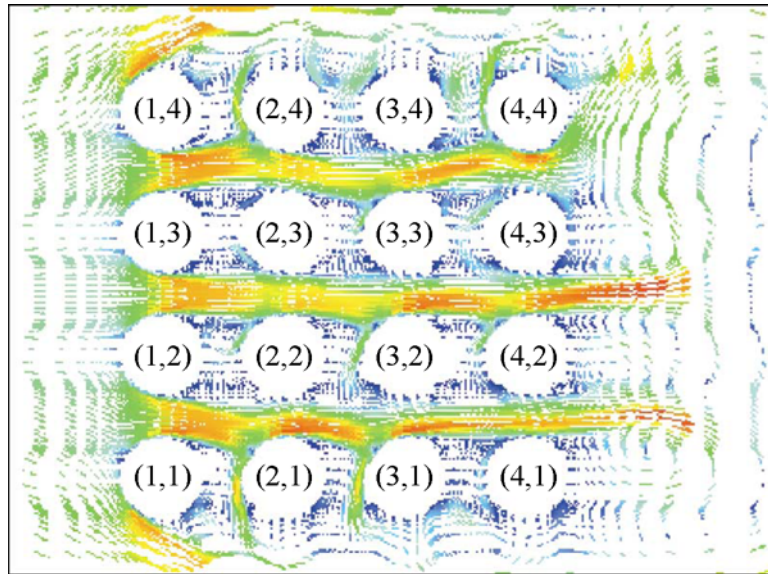 (1,4) (2,4) (3,4) (4,4)
(1,3) (2,3) (3,3) (4,3)
(1,2) (2,2) (3,2) (4,2)
(1,1) (2,1) (3,1) (4,1)